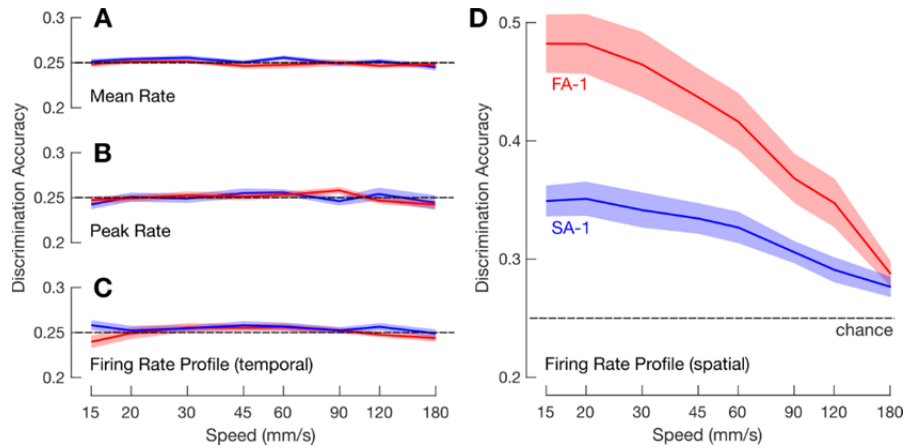 A
0.3
0.25
0.2
Mean Rate
B
0.3
0.25
0.2
Peak Rate
C
0.3
0.25
0.2
Firing Rate Profile (temporal)
Discrimination Accuracy
15 20 30 45 60 90 120 180
Speed (mm/s)
D
0.5
0.4
0.3
0.2
Discrimination Accuracy
FA-1
SA-1
chance
Firing Rate Profile (spatial)
15 20 30 45 60 90 120 180
Speed (mm/s)